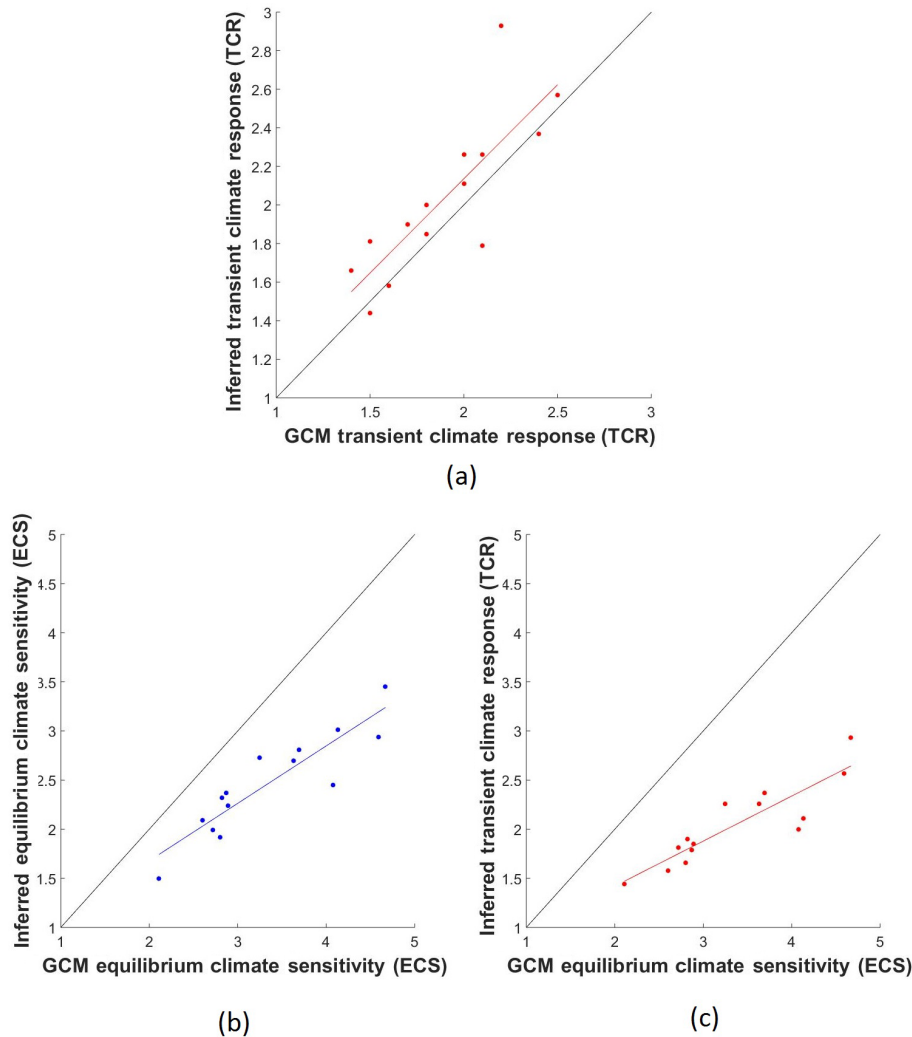 Inferred transient climate response (TCR)
3
2.8
2.6
2.4
2.2
2
1.8
1.6
1.4
1.2
1
1 1.5 2 2.5 3
GCM transient climate response (TCR)
(a)
Inferred equilibrium climate sensitivity (ECS)
5
4.5
4
3.5
3
2.5
2
1.5
1
1 2 3 4 5
GCM equilibrium climate sensitivity (ECS)
(b)
Inferred transient climate response (TCR)
5
4.5
4
3.5
3
2.5
2
1.5
1
1 2 3 4 5
GCM equilibrium climate sensitivity (ECS)
(c)